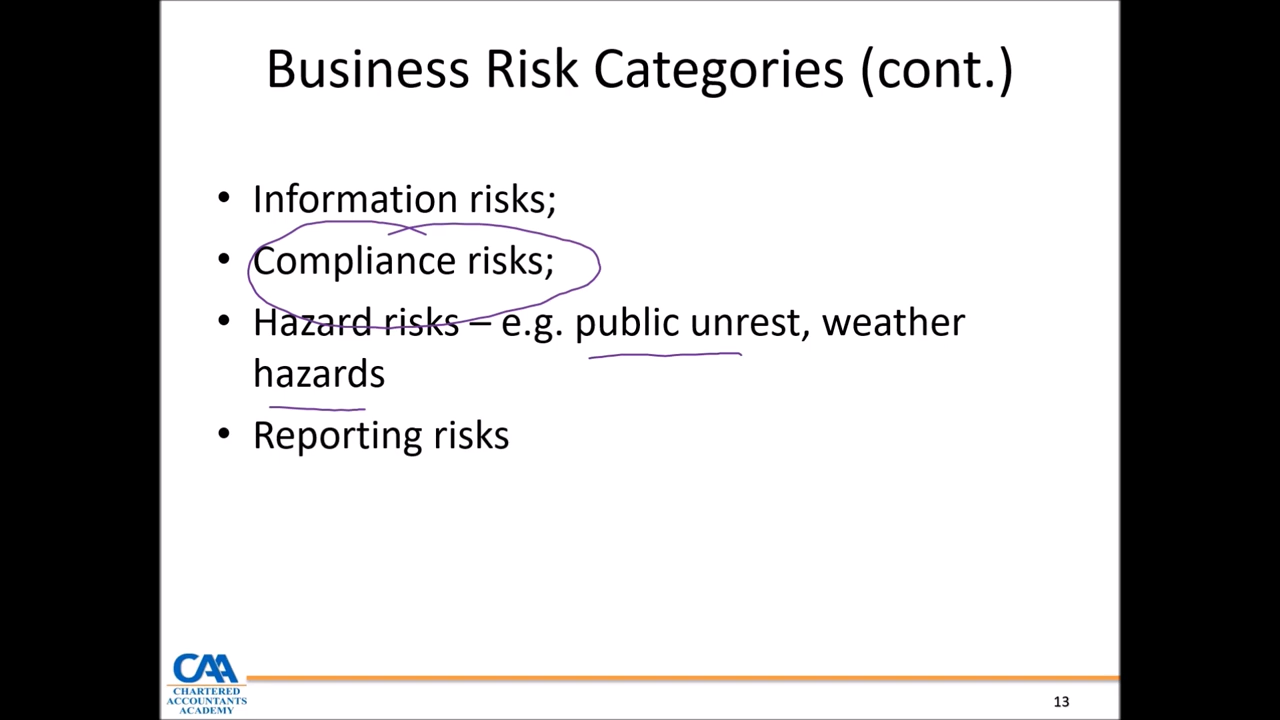 Business Risk Categories (cont.)
• Information risks;
• Compliance risks;
• Hazard risks – e.g. public unrest, weather
hazards
• Reporting risks
CAA
CHARTERED
ACCOUNTANTS
ACADEMY
13